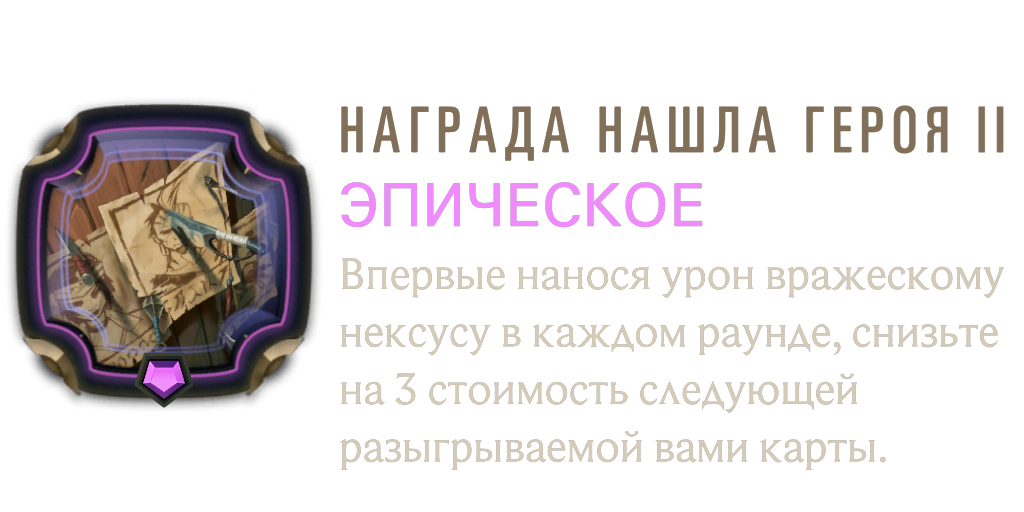 НАГРАДА НАШЛА ГЕРОЯ II
ЭПИЧЕСКОЕ
Впервые нанося урон вражескому
нексусу в каждом раунде, снизьте
на 3 стоимость следующей
разыгрываемой вами карты.